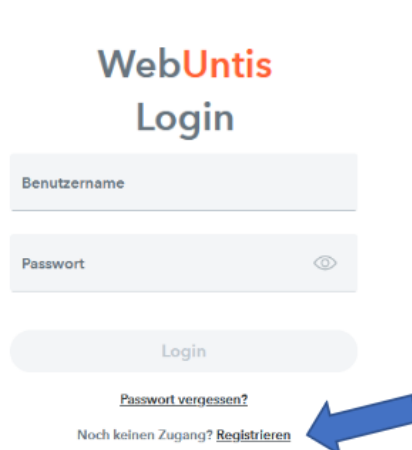 WebUntis
Login
Benutzername
Passwort
Login
Passwort vergessen?
Noch keinen Zugang? Registrieren